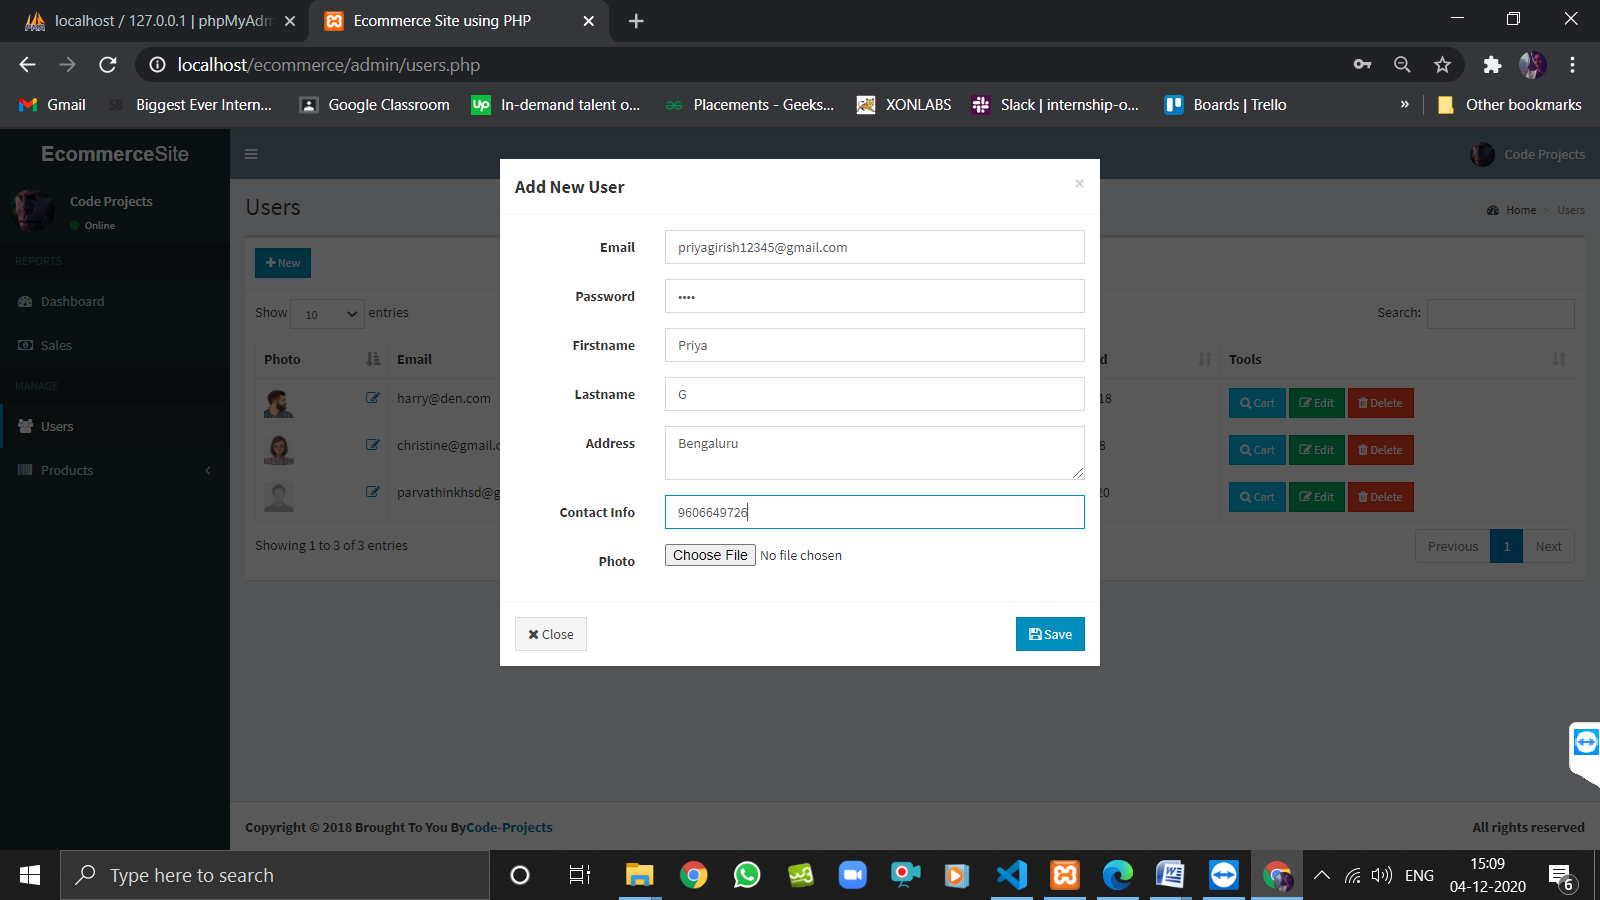 localhost / 127.0.0.1 | phpMyAdm
Ecommerce Site using PHP
localhost/ecommerce/admin/users.php
Gmail
SB Biggest Ever Intern...
Google Classroom
Up In-demand talent o...
Placements - Geeks...
XONLABS
Slack | internship-o...
Boards | Trello
»
Other bookmarks
EcommerceSite
Code Projects
Code Projects
Online
REPORTS
Dashboard
Sales
MANAGE
Users
Products
Users
Home > Users
New
Show 10 entries
Search:
Photo Email d Tools
harry@den.com 18 Cart Edit Delete
christine@gmail.c 8 Cart Edit Delete
parvathinkhsd@g 20 Cart Edit Delete
Showing 1 to 3 of 3 entries
Previous 1 Next
Add New User ×
Email priyagirish12345@gmail.com
Password ••••
Firstname Priya
Lastname G
Address Bengaluru
Contact Info 9606649726
Photo Choose File No file chosen
Close Save
Copyright © 2018 Brought To You ByCode-Projects
All rights reserved
Type here to search
ENG
15:09
04-12-2020
6